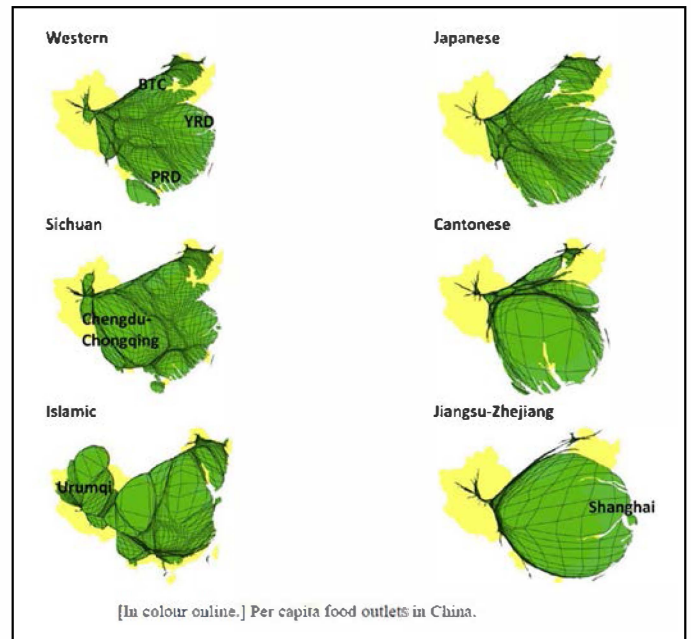 Western
BTC
YRD
PRD
Japanese
Sichuan
Chengdu-
Chongqing
Cantonese
Islamic
Urumqi
Jiangsu-Zhejiang
Shanghai
[In colour online.] Per capita food outlets in China.